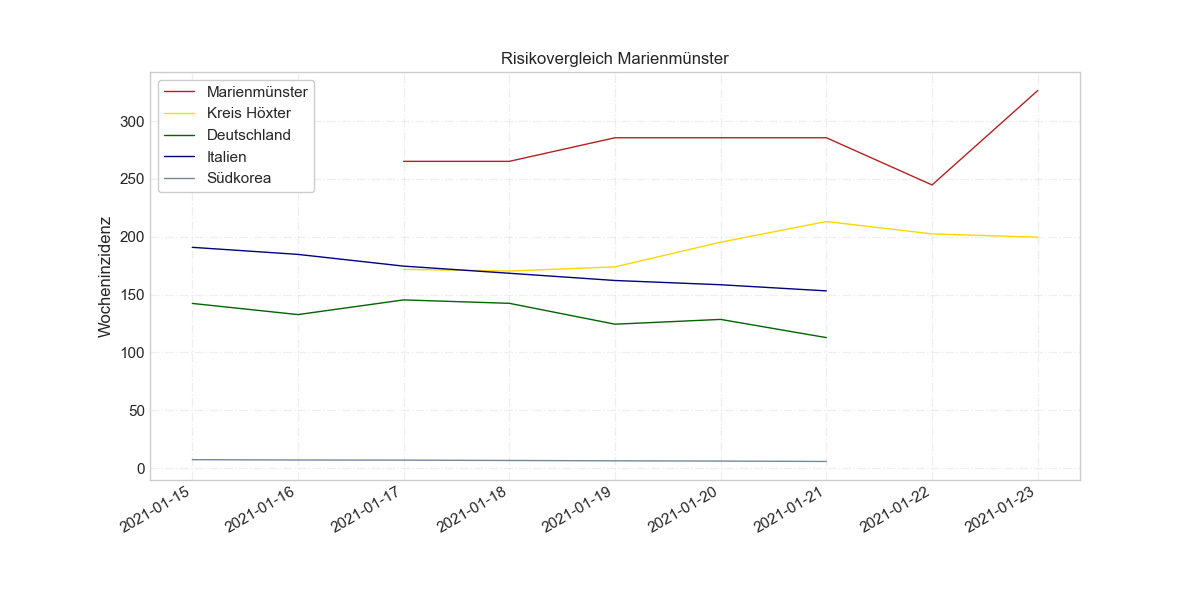 Risikovergleich Marienmünster
Marienmünster
Kreis Höxter
Deutschland
Italien
Südkorea
Wocheninzidenz
300
250
200
150
100
50
0
2021-01-15
2021-01-16
2021-01-17
2021-01-18
2021-01-19
2021-01-20
2021-01-21
2021-01-22
2021-01-23